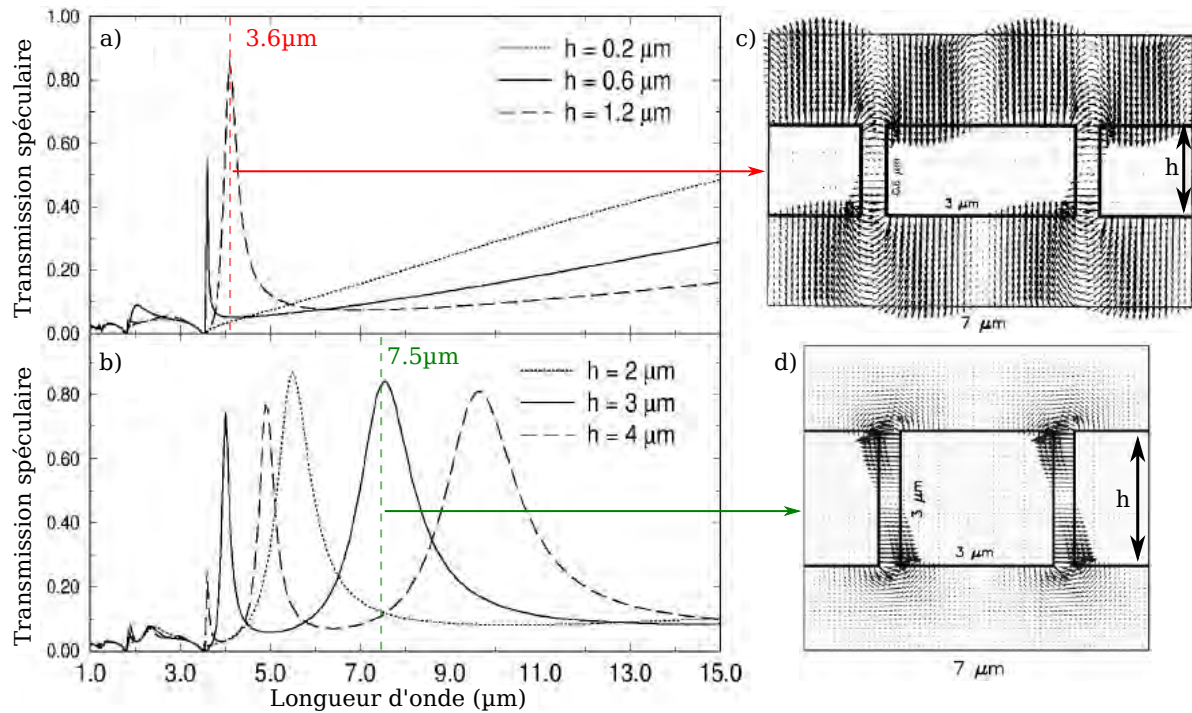 a)
Transmission spéculaire
1.00
0.80
0.60
0.40
0.20
0.00
3.6µm
h = 0.2 µm
h = 0.6 µm
h = 1.2 µm
c)
0.6 µm
3 µm
h
7 µm
b)
Transmission spéculaire
0.80
0.60
0.40
0.20
0.00
7.5µm
h = 2 µm
h = 3 µm
h = 4 µm
1.0 3.0 5.0 7.0 9.0 11.0 13.0 15.0
Longueur d'onde (µm)
d)
3 µm
3 µm
h
7 µm